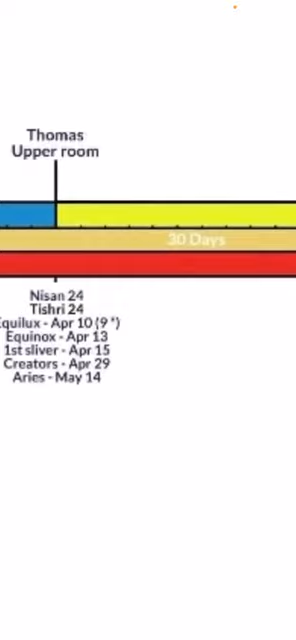 Thomas
Upper room
30 Days
Nisan 24
Tishri 24
Equilux - Apr 10 (9*)
Equinox - Apr 13
1st sliver - Apr 15
Creators - Apr 29
Aries - May 14